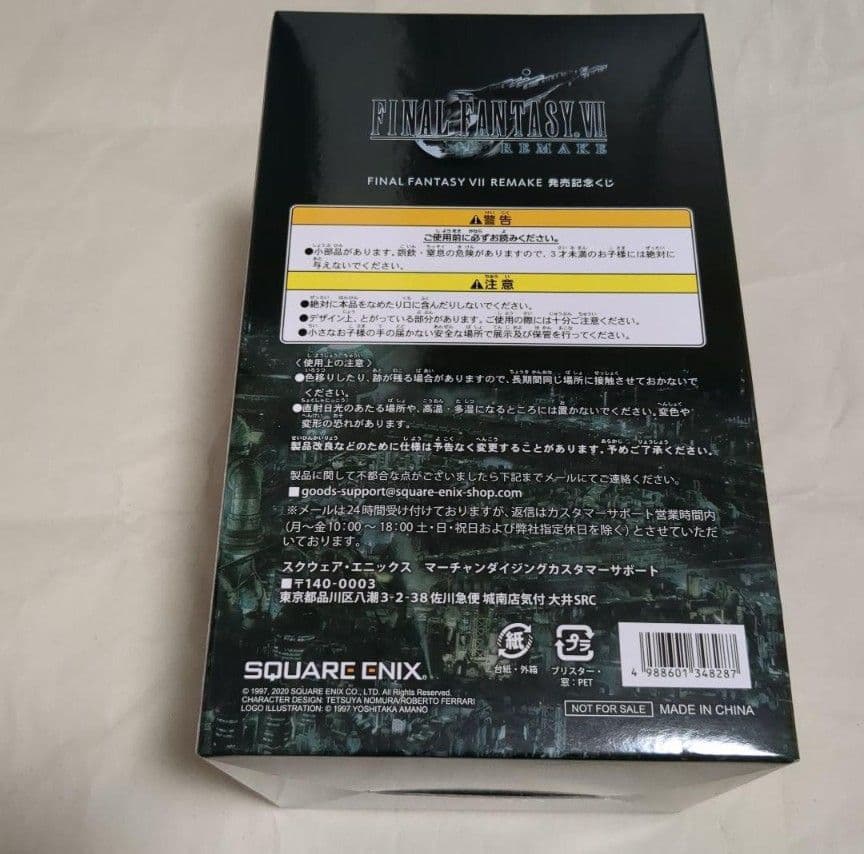 FINAL FANTASY VII
REMAKE
FINAL FANTASY VII REMAKE 発売記念くじ
⚠警告
ご使用前に必ずお読みください。
●小部品があります。誤飲・窒息の危険がありますので、3才未満のお子様には絶対に
与えないでください。
⚠注意
●絶対に本品をなめたり口に含んだりしないでください。
●デザイン上、とがっている部分があります。ご使用の際には十分ご注意ください。
●小さなお子様の手の届かない安全な場所で展示及び保管を行ってください。
〈使用上の注意〉
●色移りしたり、跡が残る場合がありますので、長期間同じ場所に接触させておかないで
ください。
●直射日光のあたる場所や、高温・多湿になるところには置かないでください。変色や
変形の恐れがあります。
製品改良などのために仕様は予告なく変更することがあります。予めご了承ください。
製品に関して不都合な点がございましたら下記までメールにてご連絡ください。
■goods-support@square-enix-shop.com
※メールは24時間受け付けておりますが、返信はカスタマーサポート営業時間内
(月～金10:00～18:00 土・日・祝日および弊社指定休日を除く)とさせていただ
いております。
スクウェア・エニックス マーチャンダイジングカスタマーサポート
■〒140-0003
東京都品川区八潮3-2-38 佐川急便 城南店気付 大井SRC
紙
台紙・外箱
プラ
ブリスター・
窓:PET
4 988601 348287
SQUARE ENIX®
© 1997, 2020 SQUARE ENIX CO., LTD. All Rights Reserved.
CHARACTER DESIGN: TETSUYA NOMURA/ROBERTO FERRARI
LOGO ILLUSTRATION: © 1997 YOSHITAKA AMANO
NOT FOR SALE MADE IN CHINA